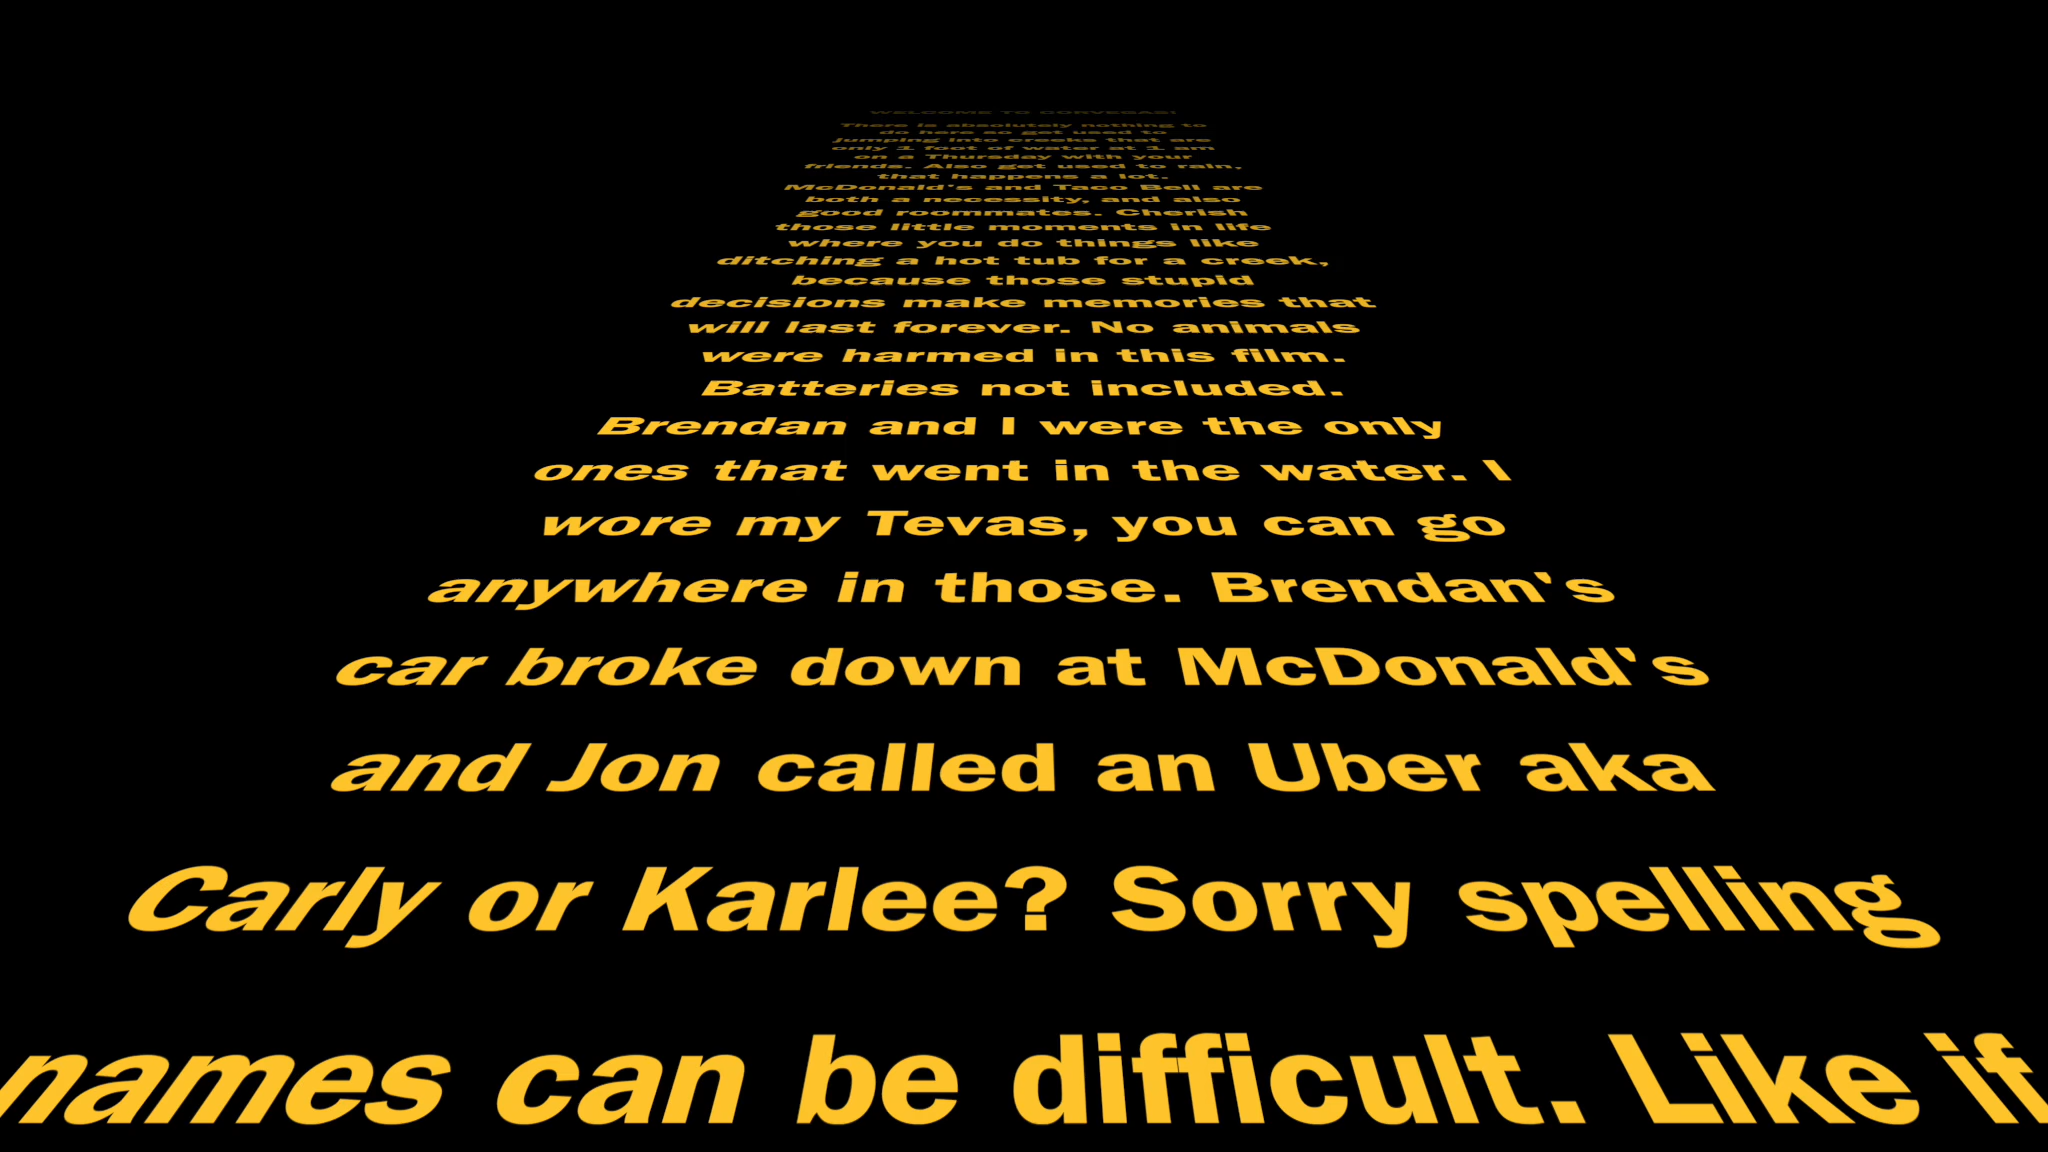 WELCOME TO CORVEGAS!
There is absolutely nothing to
do here so get used to
jumping into creeks that are
only 1 foot of water at 1 am
on a Thursday with your
friends. Also get used to rain,
that happens a lot.
McDonald's and Taco Bell are
both a necessity, and also
good roommates. Cherish
those little moments in life
where you do things like
ditching a hot tub for a creek,
because those stupid
decisions make memories that
will last forever. No animals
were harmed in this film.
Batteries not included.
Brendan and I were the only
ones that went in the water. I
wore my Tevas, you can go
anywhere in those. Brendan's
car broke down at McDonald's
and Jon called an Uber aka
Carly or Karlee? Sorry spelling
names can be difficult. Like if